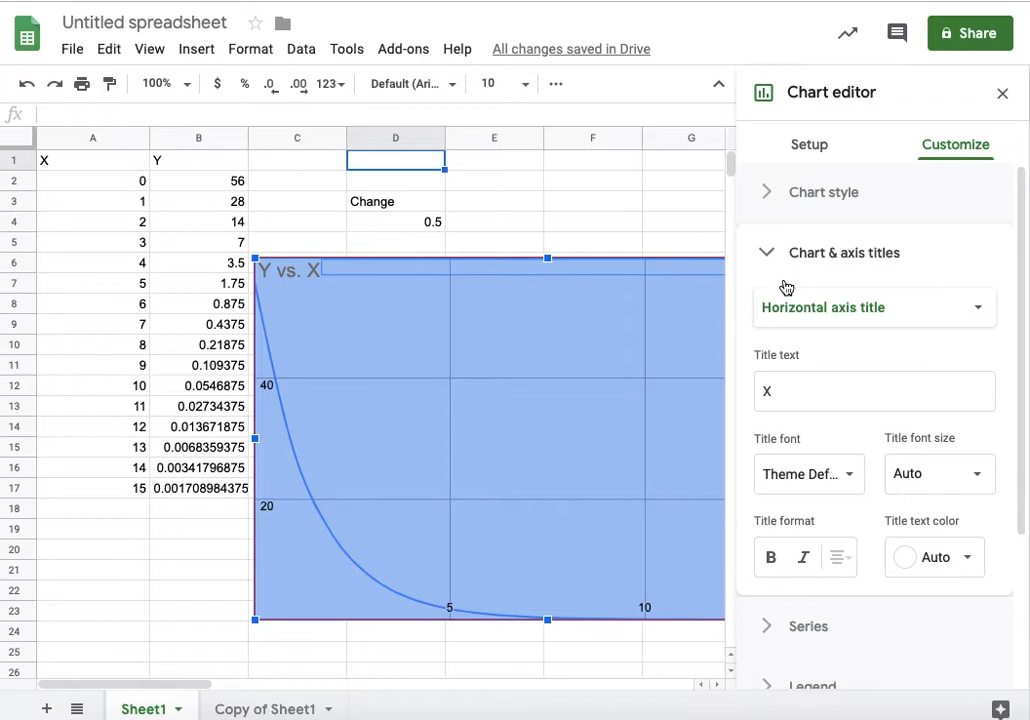 Untitled spreadsheet
File Edit View Insert Format Data Tools Add-ons Help All changes saved in Drive
Share
100% $ % .0 .00 123 Default (Ari... 10 ...
fx
Chart editor
Setup Customize
Chart style
Chart & axis titles
Horizontal axis title
Title text
X
Title font Title font size
Theme Def... Auto
Title format Title text color
B I Auto
Series
Legend
A B C D E F G
1 X Y
2 0 56
3 1 28 Change
4 2 14 0.5
5 3 7
6 4 3.5
7 5 1.75
8 6 0.875
9 7 0.4375
10 8 0.21875
11 9 0.109375
12 10 0.0546875
13 11 0.02734375
14 12 0.013671875
15 13 0.0068359375
16 14 0.00341796875
17 15 0.001708984375
18
19
20
21
22
23
24
25
26
Y vs. X
40
20
5 10
Sheet1 Copy of Sheet1